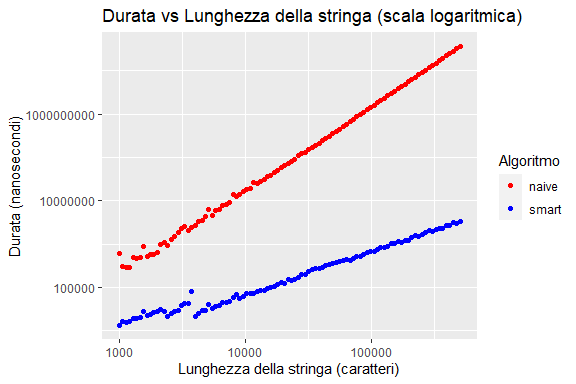 Durata vs Lunghezza della stringa (scala logaritmica)
Durata (nanosecondi)
1000000000
10000000
100000
1000
10000
100000
Lunghezza della stringa (caratteri)
Algoritmo
naive
smart